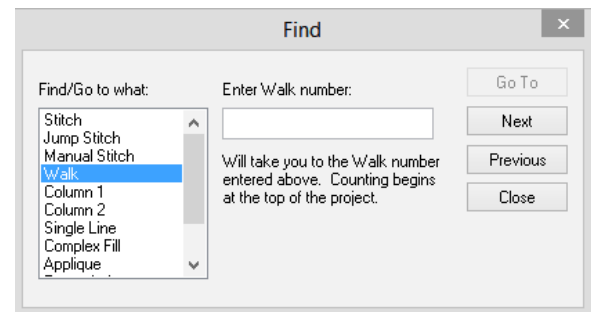 Find
Find/Go to what:
Stitch
Jump Stitch
Manual Stitch
Walk
Column 1
Column 2
Single Line
Complex Fill
Applique
Enter Walk number:
Will take you to the Walk number
entered above. Counting begins
at the top of the project.
Go To
Next
Previous
Close